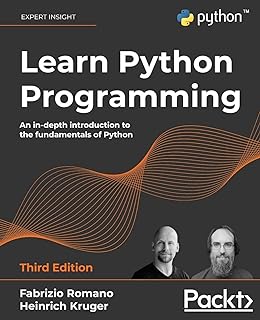 EXPERT INSIGHT
python™
Learn Python
Programming
An in-depth introduction to
the fundamentals of Python
Third Edition
Fabrizio Romano
Heinrich Kruger
Packt>